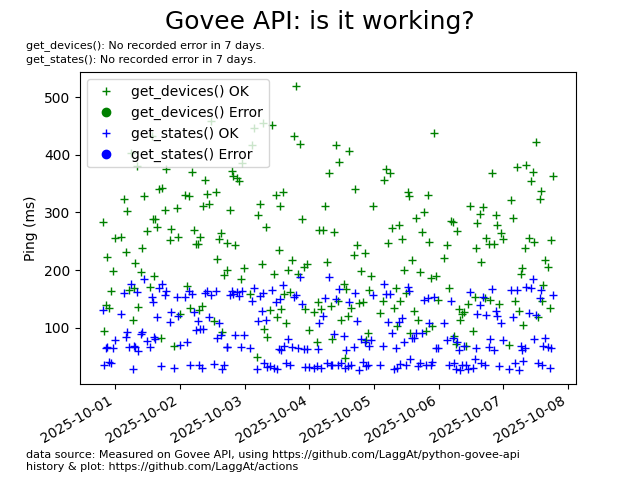 Govee API: is it working?
get_devices(): No recorded error in 7 days.
get_states(): No recorded error in 7 days.
get_devices() OK
get_devices() Error
get_states() OK
get_states() Error
Ping (ms)
500
400
300
200
100
2025-10-01
2025-10-02
2025-10-03
2025-10-04
2025-10-05
2025-10-06
2025-10-07
2025-10-08
data source: Measured on Govee API, using https://github.com/LaggAt/python-govee-api
history & plot: https://github.com/LaggAt/actions